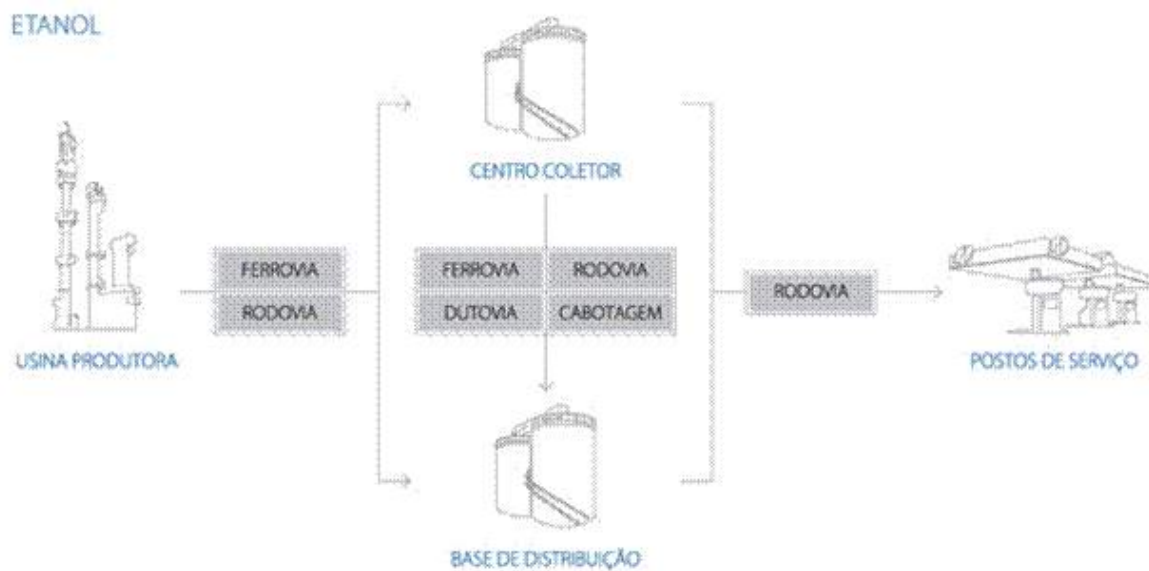 ETANOL
CENTRO COLETOR
FERROVIA
RODOVIA
USINA PRODUTORA
FERROVIA
RODOVIA
DUTOVIA
CABOTAGEM
RODOVIA
POSTOS DE SERVIÇO
BASE DE DISTRIBUIÇÃO